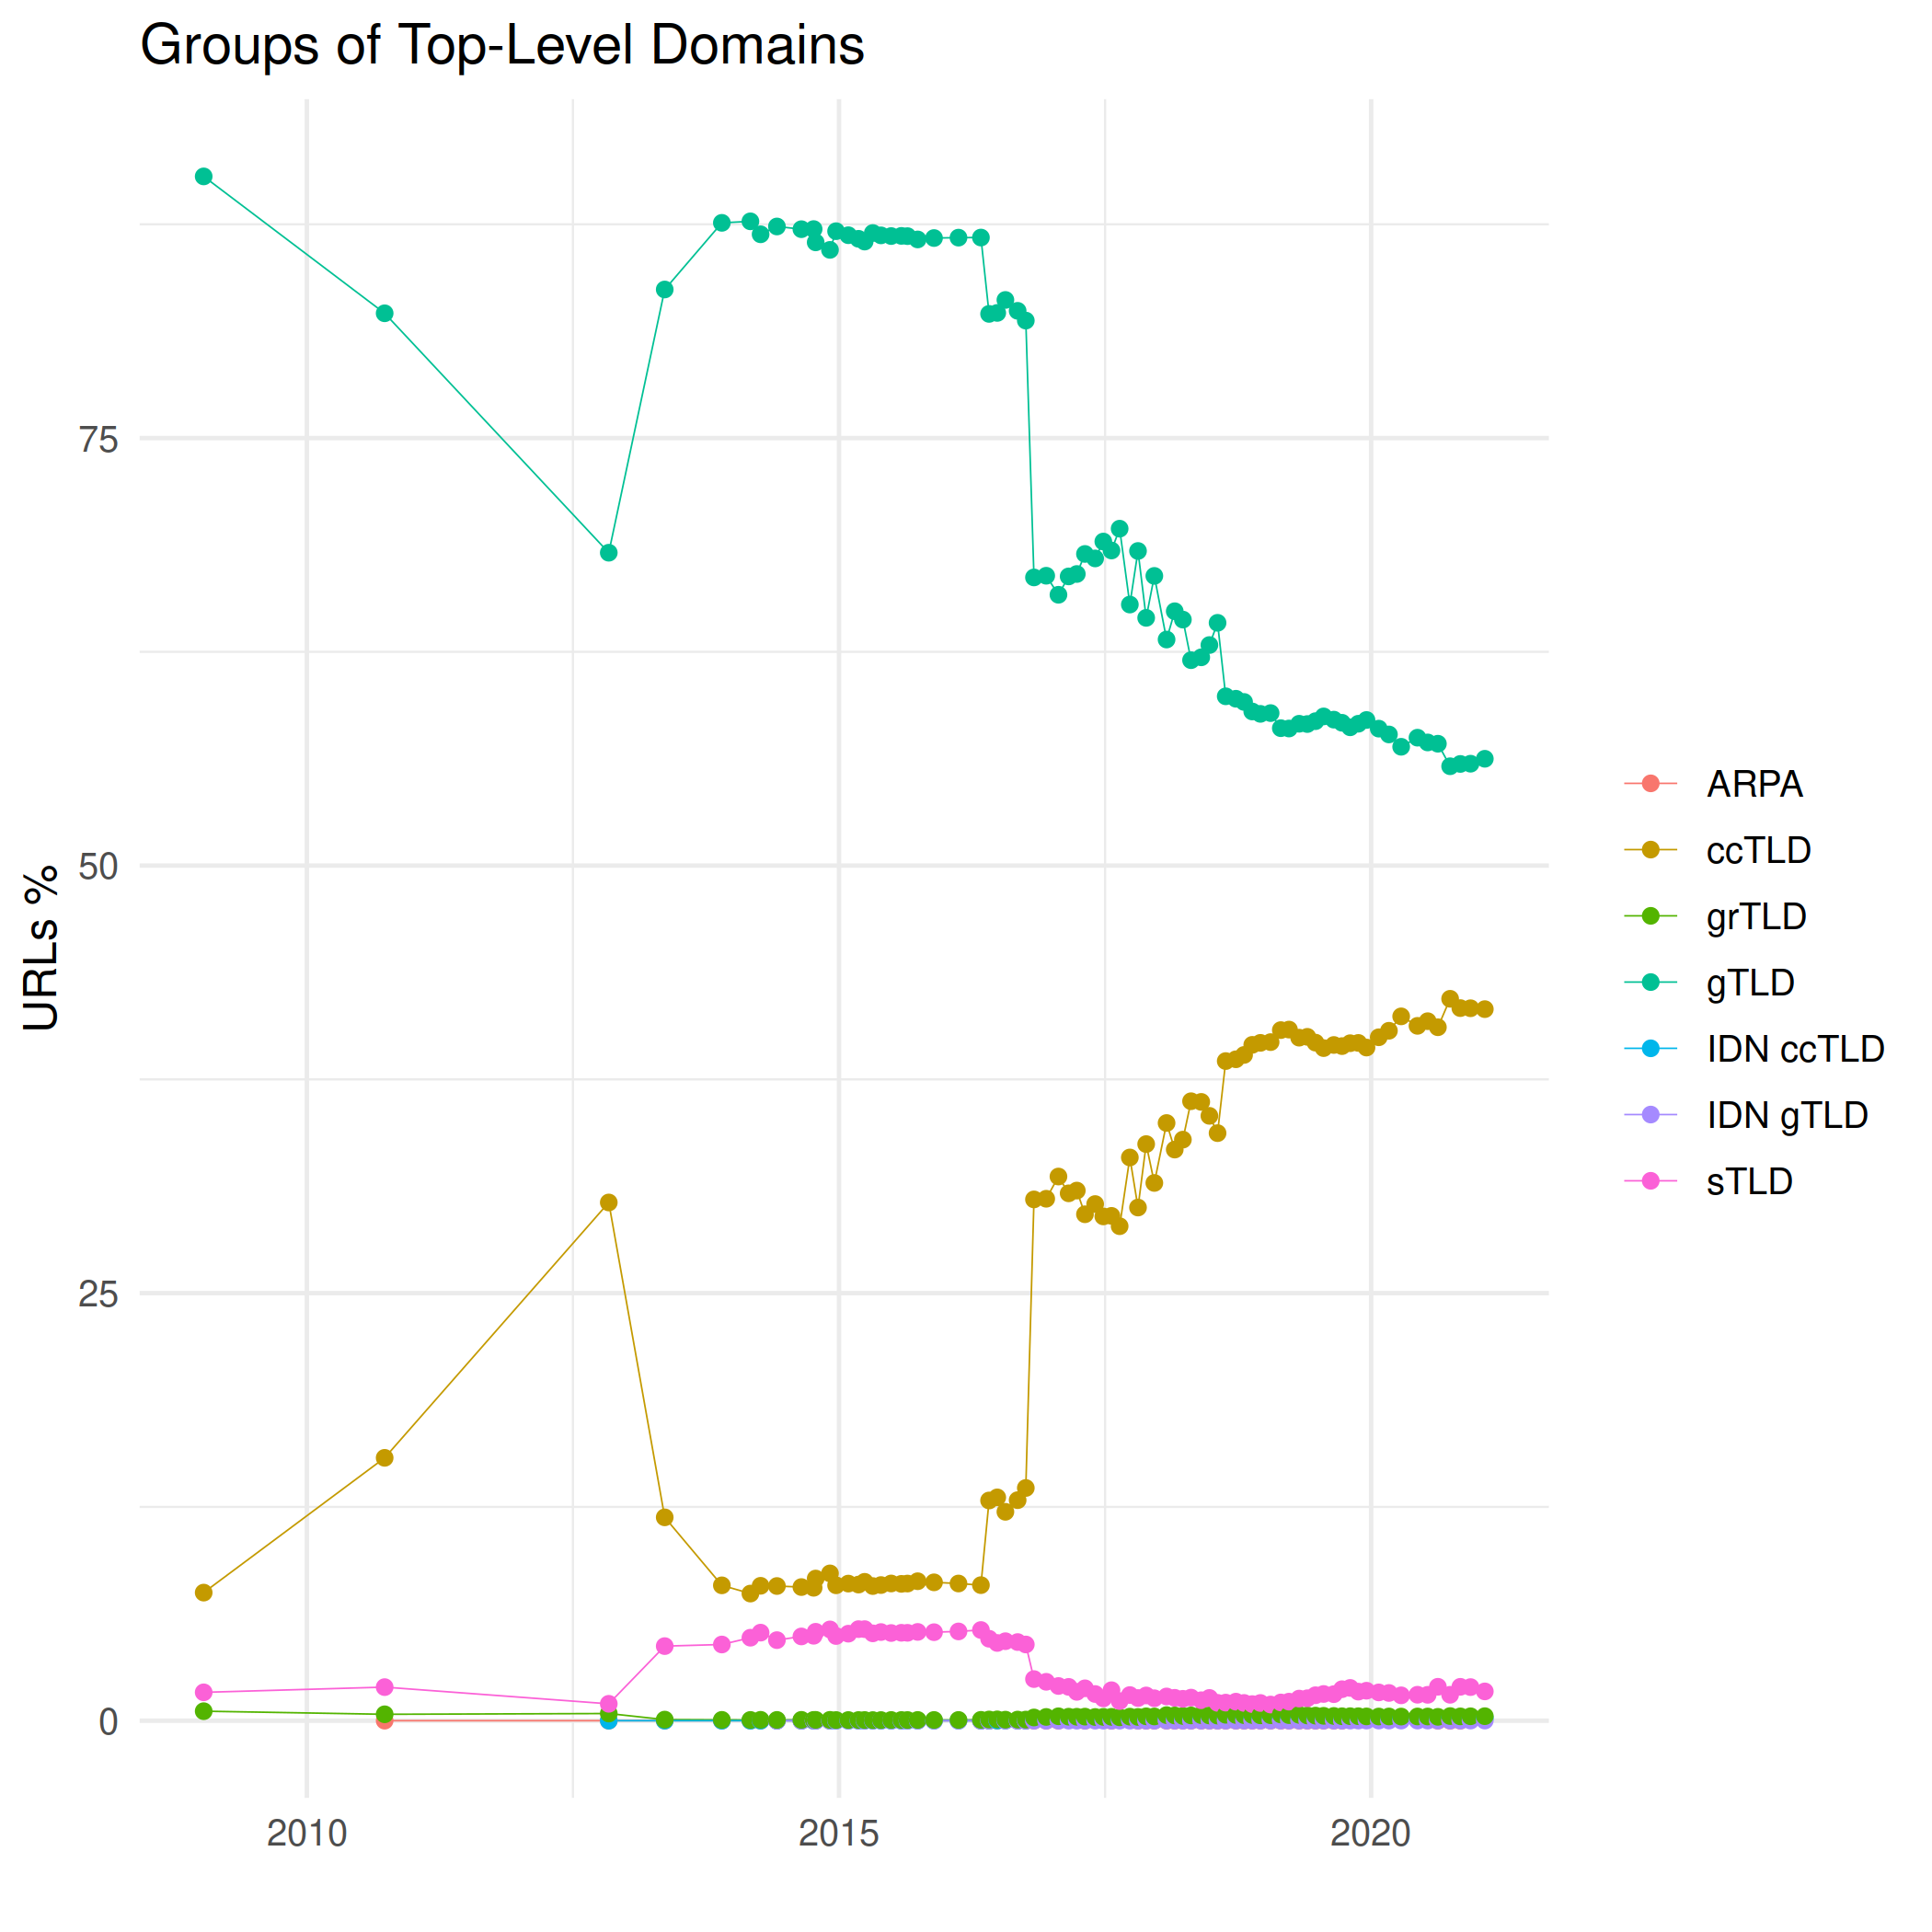 Groups of Top-Level Domains
URLs %
75
50
25
0
2010
2015
2020
ARPA
ccTLD
grTLD
gTLD
IDN ccTLD
IDN gTLD
sTLD